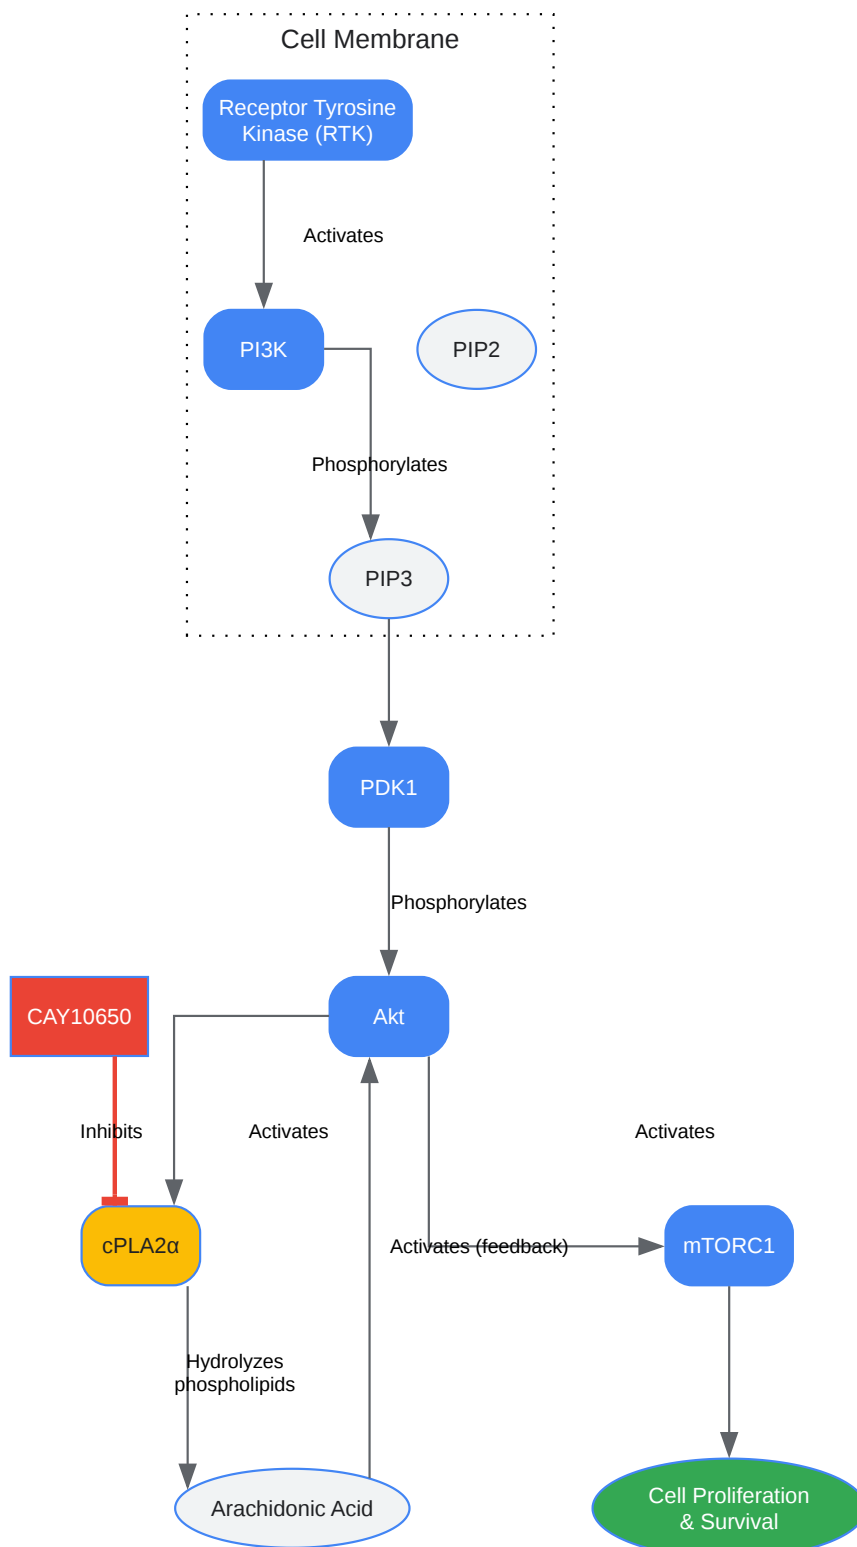 Cell Membrane
Receptor Tyrosine
Kinase (RTK)
Activates
PI3K
PIP2
Phosphorylates
PIP3
PDK1
Phosphorylates
CAY10650
Akt
Inhibits
Activates
Activates
cPLA2α
Activates (feedback)
mTORC1
Hydrolyzes
phospholipids
Arachidonic Acid
Cell Proliferation
& Survival